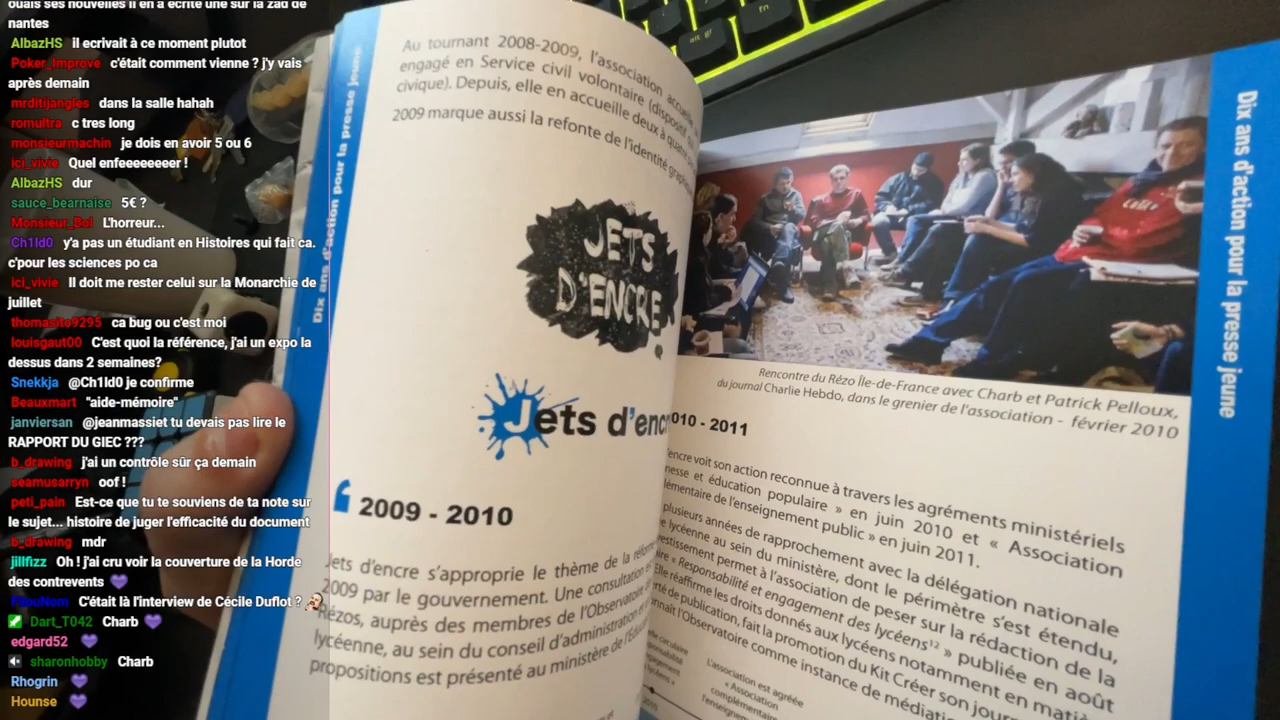 ouais ses nouvelles il en a écrite une sur la zad de
nantes
AlbazHS il ecrivait à ce moment plutot
Poker_Improve c'était comment vienne ? j'y vais
après demain
mrditijangles dans la salle hahah
romultra c tres long
monsieurmachin je dois en avoir 5 ou 6
ici_vivie Quel enfeeeeeeeer !
AlbazHS dur
sauce_bearnaise 5€ ?
Monsieur_Bol L'horreur...
Ch1ld0 y'a pas un étudiant en Histoires qui fait ca.
c'pour les sciences po ca
ici_vivie Il doit me rester celui sur la Monarchie de
juillet
thomasito9295 ca bug ou c'est moi
louisgaut00 C'est quoi la référence, j'ai un expo la
dessus dans 2 semaines?
Snekkja @Ch1ld0 je confirme
Beauxmart "aide-mémoire"
janviersan @jeanmassiet tu devais pas lire le
RAPPORT DU GIEC ???
b_drawing j'ai un contrôle sûr ça demain
seamusarryn oof !
peti_pain Est-ce que tu te souviens de ta note sur
le sujet... histoire de juger l'efficacité du document
b_drawing mdr
jillfizz Oh ! j'ai cru voir la couverture de la Horde
des contrevents
C'était là l'interview de Cécile Duflot ?
Dart_T042 Charb
edgard52
sharonhobby Charb
Rhogrin
Hounse
Dix ans d'action pour la presse jeune
Au tournant 2008-2009, l'association
engagé en Service civil volontaire (dispositif
civique). Depuis, elle en accueille deux à quatre
2009 marque aussi la refonte de l'identité
JETS
D'ENCRE
Jets d'encr
2009 - 2010
Jets d'encre s'approprie le thème de la
2009 par le gouvernement. Une consultation
Rézos, auprès des membres de l'Observatoire
lycéenne, au sein du conseil d'administration
propositions est présenté au ministère de
alt gr
fn
Rencontre du Rézo Île-de-France avec Charb et Patrick Pelloux,
du journal Charlie Hebdo, dans le grenier de l'association - février 2010
010 - 2011
encre voit son action reconnue à travers les agréments ministériels
nesse et éducation populaire » en juin 2010 et « Association
lémentaire de l'enseignement public » en juin 2011.
plusieurs années de rapprochement avec la délégation nationale
lycéenne au sein du ministère, dont le périmètre s'est étendu,
vestissement permet à l'association de peser sur la rédaction de la
« Responsabilité et engagement des lycéens¹² » publiée en août
Elle réaffirme les droits donnés aux lycéens notamment en
de publication, fait la promotion du Kit Créer son
l'Observatoire comme instance de
L'association est agréée
« Association
complémentaire
Dix ans d'action pour la presse jeune